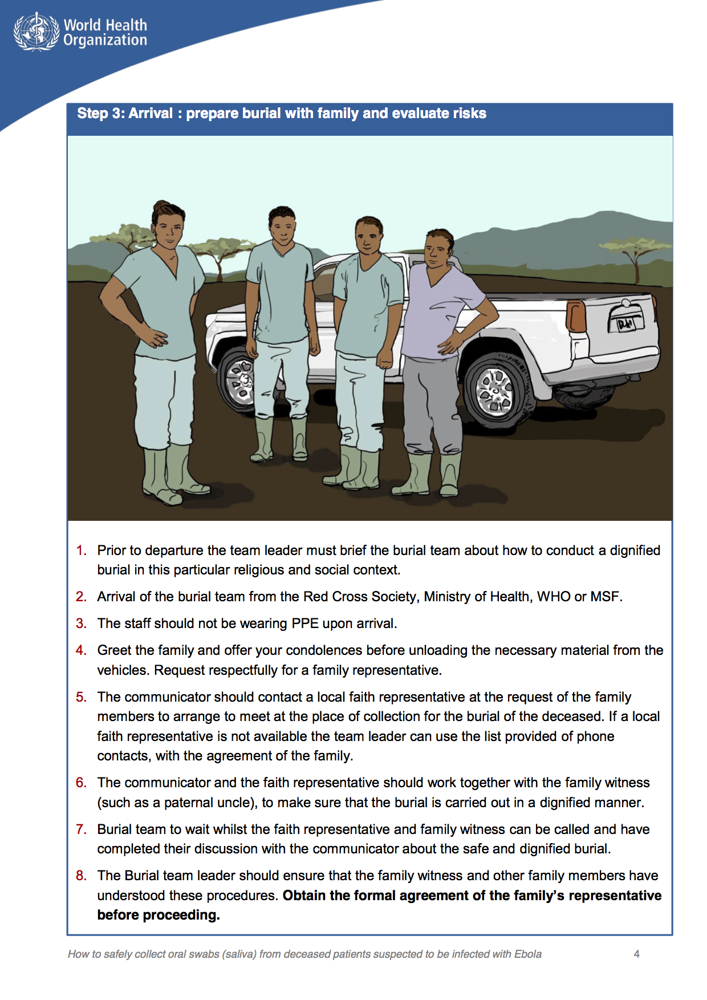 World Health
Organization
Step 3: Arrival : prepare burial with family and evaluate risks
1. Prior to departure the team leader must brief the burial team about how to conduct a dignified
burial in this particular religious and social context.
2. Arrival of the burial team from the Red Cross Society, Ministry of Health, WHO or MSF.
3. The staff should not be wearing PPE upon arrival.
4. Greet the family and offer your condolences before unloading the necessary material from the
vehicles. Request respectfully for a family representative.
5. The communicator should contact a local faith representative at the request of the family
members to arrange to meet at the place of collection for the burial of the deceased. If a local
faith representative is not available the team leader can use the list provided of phone
contacts, with the agreement of the family.
6. The communicator and the faith representative should work together with the family witness
(such as a paternal uncle), to make sure that the burial is carried out in a dignified manner.
7. Burial team to wait whilst the faith representative and family witness can be called and have
completed their discussion with the communicator about the safe and dignified burial.
8. The Burial team leader should ensure that the family witness and other family members have
understood these procedures. Obtain the formal agreement of the family’s representative
before proceeding.
How to safely collect oral swabs (saliva) from deceased patients suspected to be infected with Ebola 4